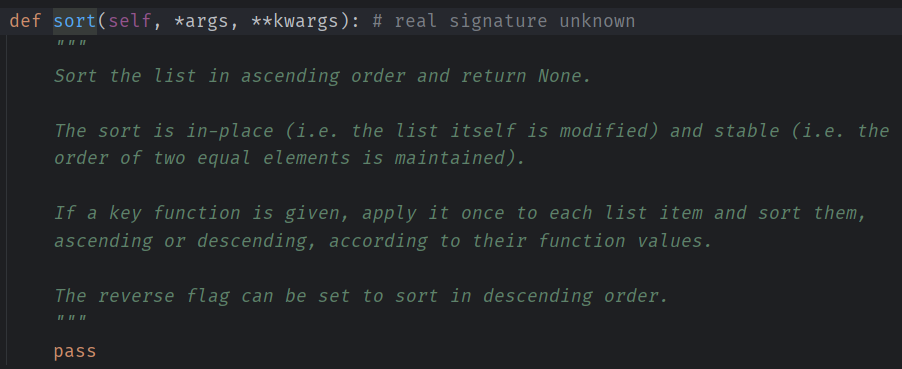 def sort(self, *args, **kwargs): # real signature unknown
"""
Sort the list in ascending order and return None.
The sort is in-place (i.e. the list itself is modified) and stable (i.e. the
order of two equal elements is maintained).
If a key function is given, apply it once to each list item and sort them,
ascending or descending, according to their function values.
The reverse flag can be set to sort in descending order.
"""
pass